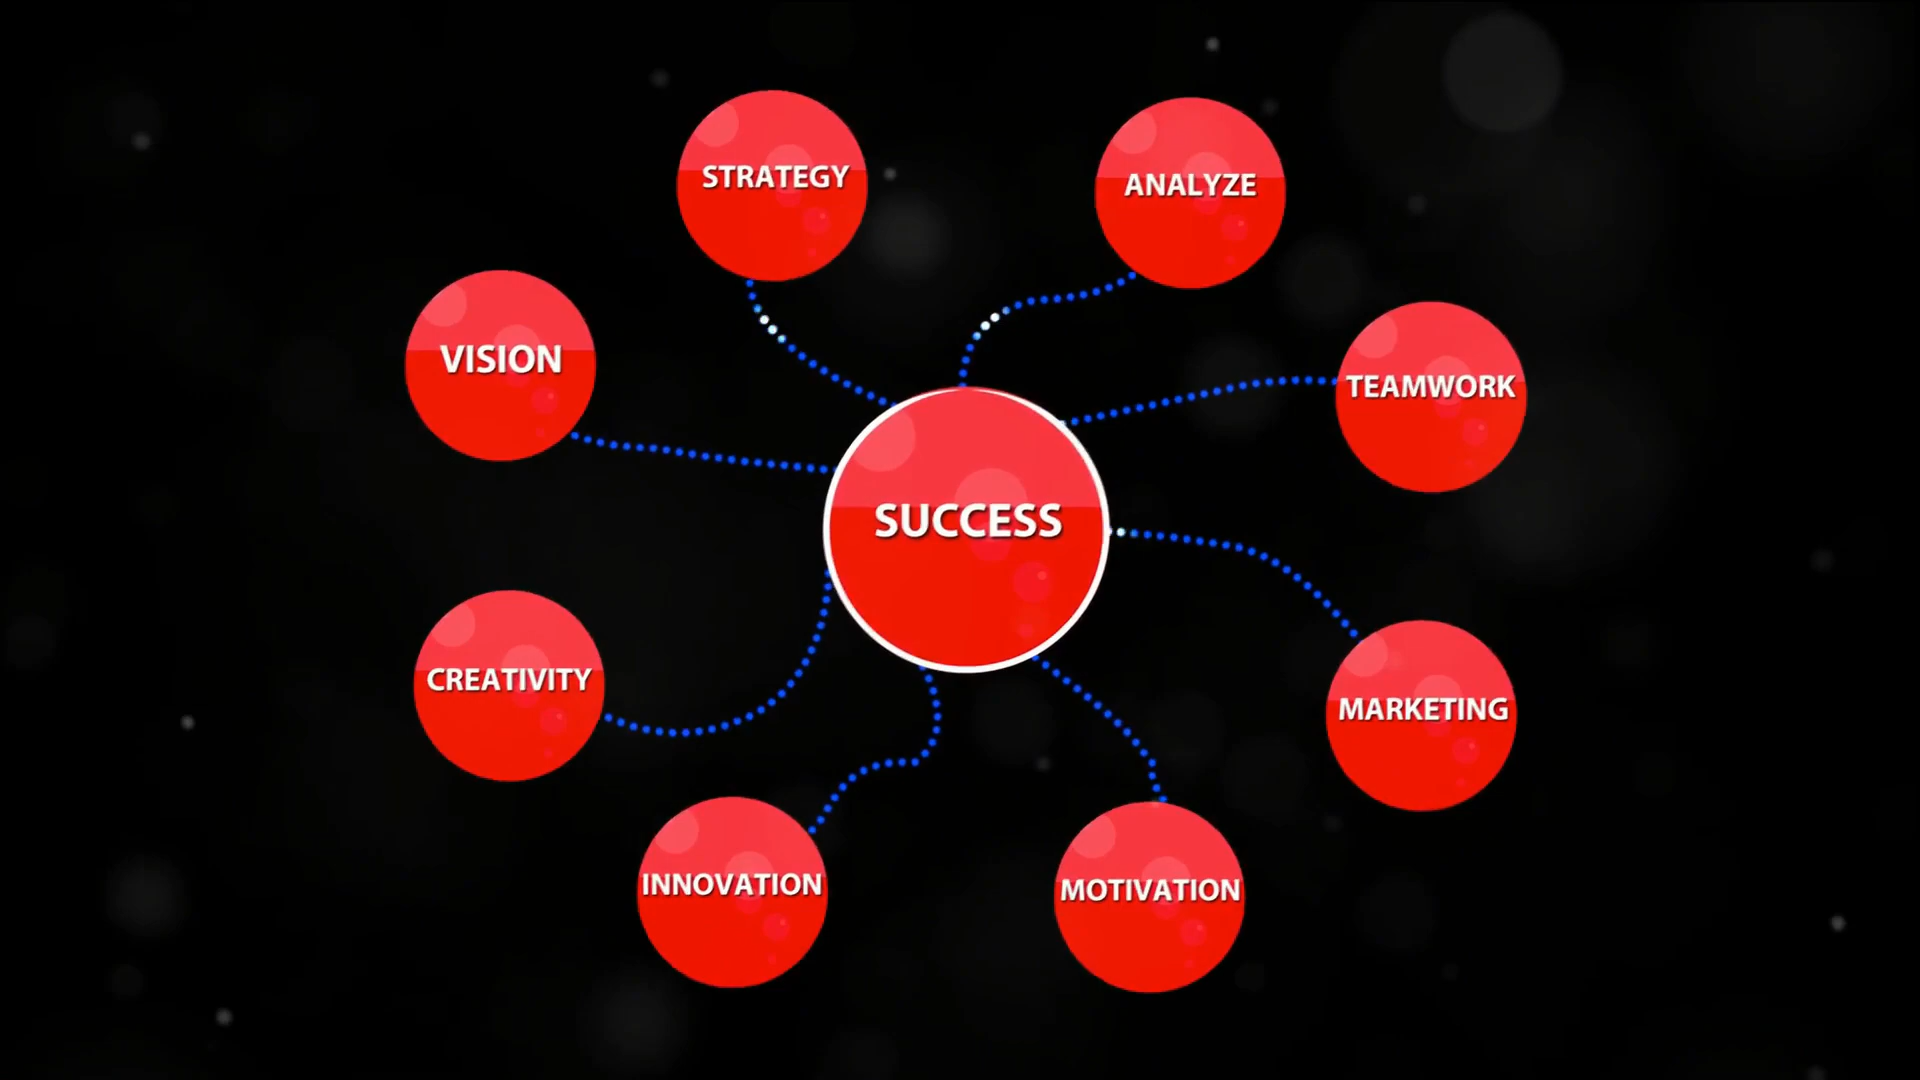 STRATEGY
ANALYZE
VISION
TEAMWORK
SUCCESS
CREATIVITY
MARKETING
INNOVATION
MOTIVATION